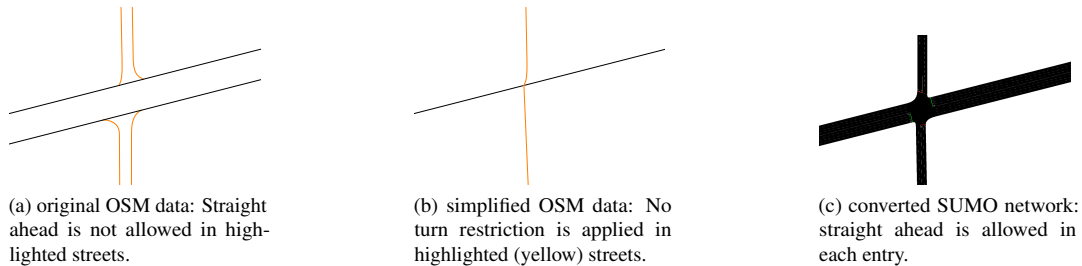 (a) original OSM data: Straight
ahead is not allowed in high-
lighted streets.
(b) simplified OSM data: No
turn restriction is applied in
highlighted (yellow) streets.
(c) converted SUMO network:
straight ahead is allowed in
each entry.